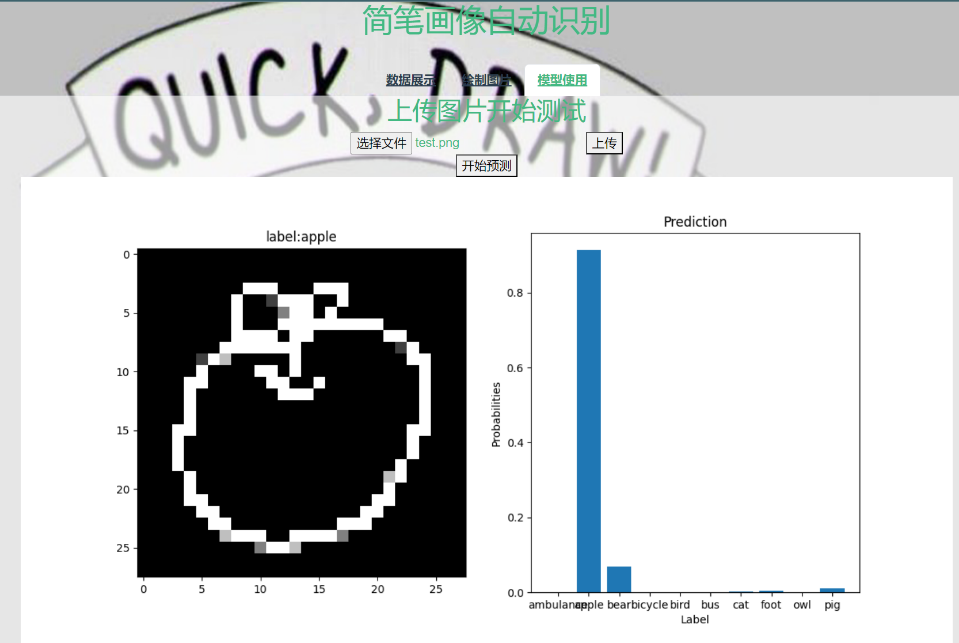 简笔画像自动识别
QUICK, DRAW!
数据展示 绘制图片 模型使用
上传图片开始测试
选择文件 test.png 上传
开始预测
label:apple
0
5
10
15
20
25
0 5 10 15 20 25
Prediction
Probabilities
0.8
0.6
0.4
0.2
0.0
ambulance apple bear bicycle bird bus cat foot owl pig
Label